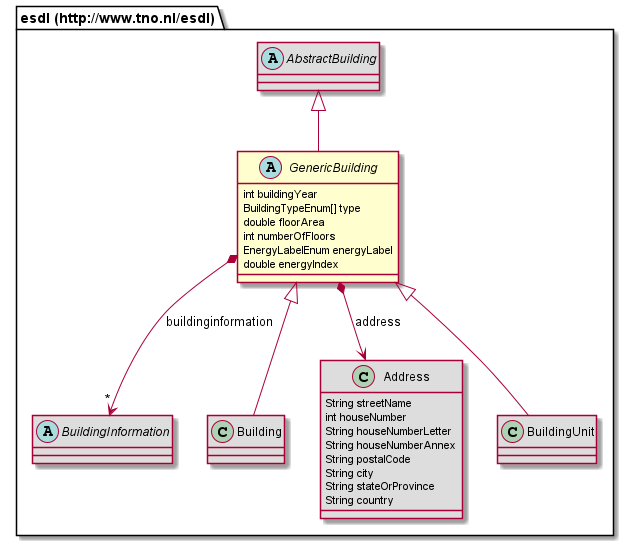 esdl (http://www.tno.nl/esdl)
A AbstractBuilding
A GenericBuilding
int buildingYear
BuildingTypeEnum[] type
double floorArea
int numberOfFloors
EnergyLabelEnum energyLabel
double energyIndex
buildinginformation
address
*
A BuildingInformation
C Building
C Address
String streetName
int houseNumber
String houseNumberLetter
String houseNumberAnnex
String postalCode
String city
String stateOrProvince
String country
C BuildingUnit